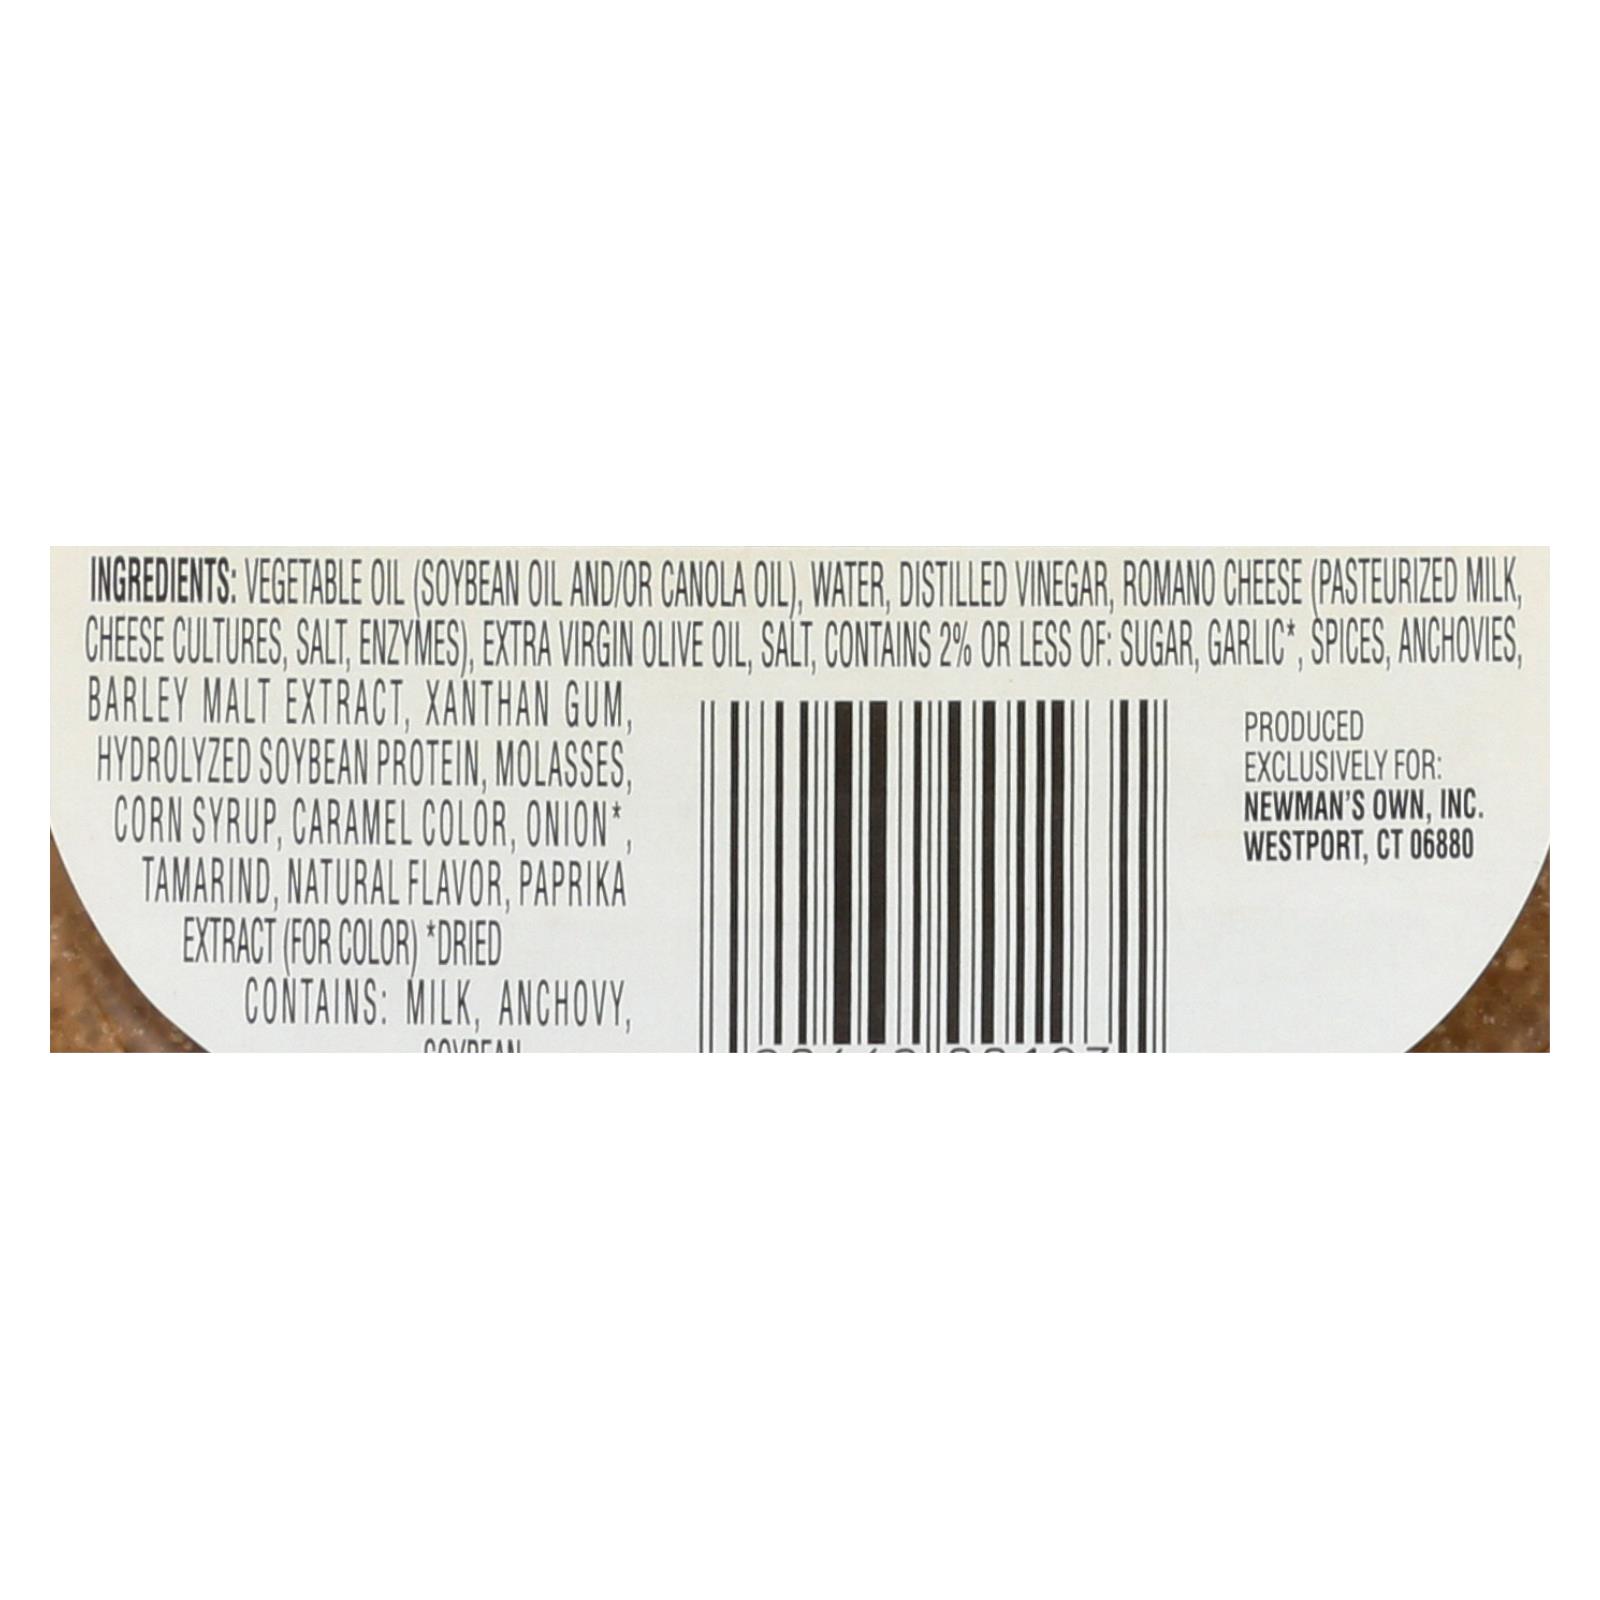 INGREDIENTS: VEGETABLE OIL (SOYBEAN OIL AND/OR CANOLA OIL), WATER, DISTILLED VINEGAR, ROMANO CHEESE (PASTEURIZED MILK,
CHEESE CULTURES, SALT, ENZYMES), EXTRA VIRGIN OLIVE OIL, SALT, CONTAINS 2% OR LESS OF: SUGAR, GARLIC*, SPICES, ANCHOVIES,
BARLEY MALT EXTRACT, XANTHAN GUM,
HYDROLYZED SOYBEAN PROTEIN, MOLASSES,
CORN SYRUP, CARAMEL COLOR, ONION*,
TAMARIND, NATURAL FLAVOR, PAPRIKA
EXTRACT (FOR COLOR) *DRIED
CONTAINS: MILK, ANCHOVY,
SOYBEAN
PRODUCED
EXCLUSIVELY FOR:
NEWMAN'S OWN, INC.
WESTPORT, CT 06880